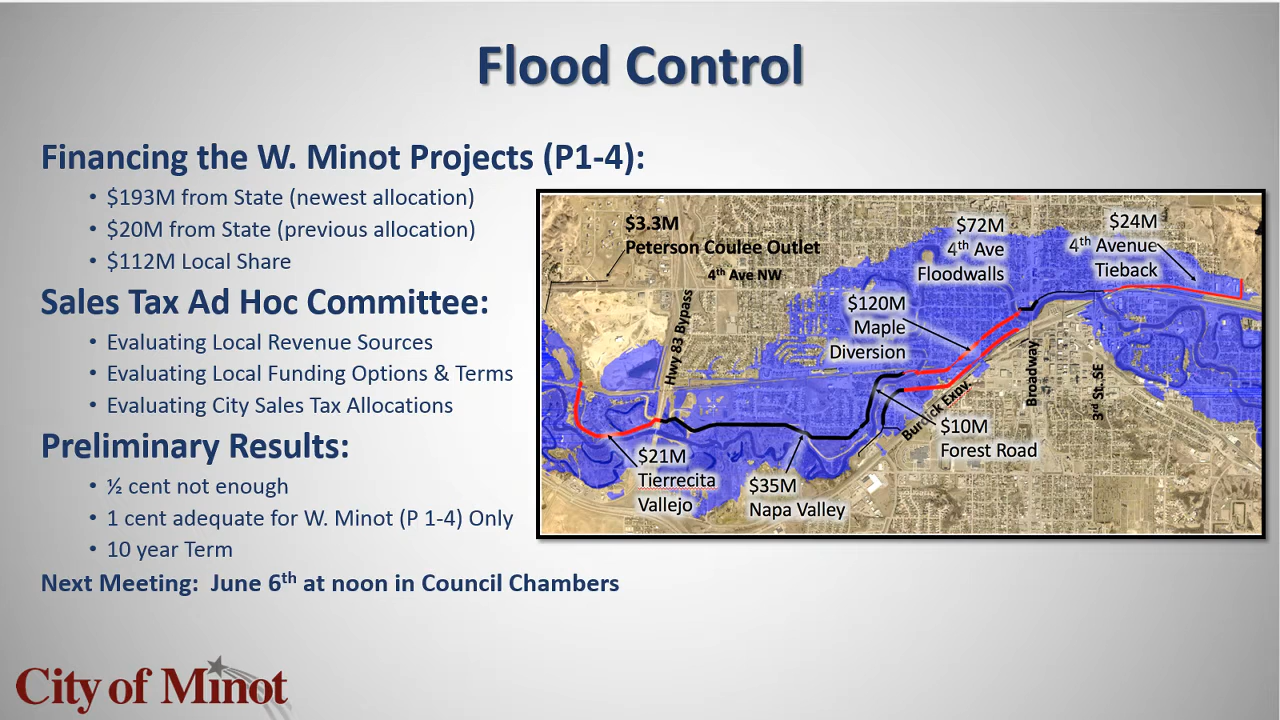 Flood Control
Financing the W. Minot Projects (P1-4):
• $193M from State (newest allocation)
• $20M from State (previous allocation)
• $112M Local Share
Sales Tax Ad Hoc Committee:
• Evaluating Local Revenue Sources
• Evaluating Local Funding Options & Terms
• Evaluating City Sales Tax Allocations
Preliminary Results:
• ½ cent not enough
• 1 cent adequate for W. Minot (P 1-4) Only
• 10 year Term
Next Meeting:  June 6th at noon in Council Chambers
$3.3M
Peterson Coulee Outlet
4th Ave NW
$72M
4th Ave
Floodwalls
$24M
4th Avenue
Tieback
$120M
Maple
Diversion
Hwy 83 Bypass
Broadway
3rd St. SE
Burdick Expy.
$10M
Forest Road
$21M
Tierrecita
Vallejo
$35M
Napa Valley
City of Minot